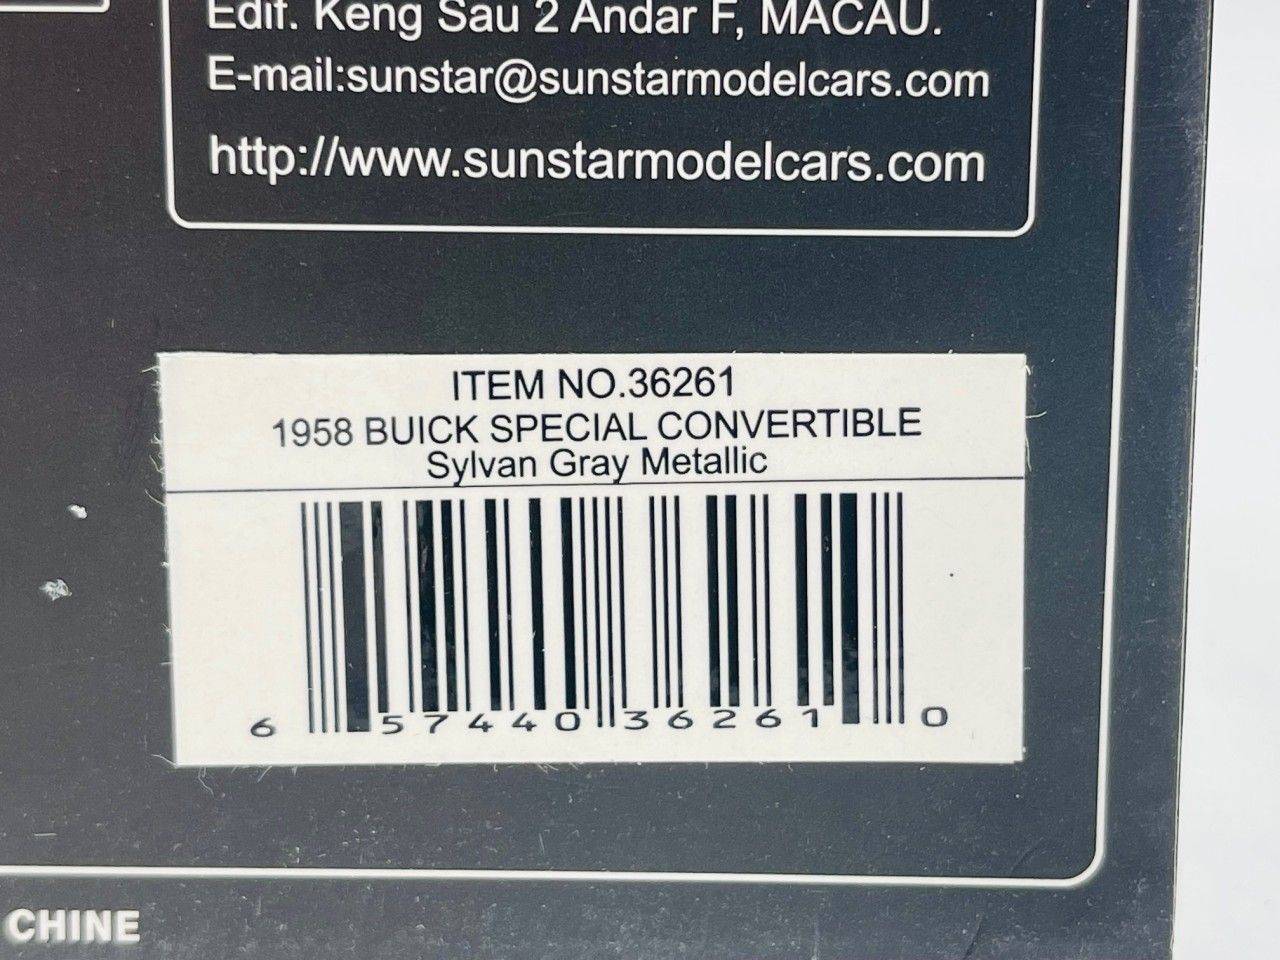 Edif. Keng Sau 2 Andar F, MACAU.
E-mail:sunstar@sunstarmodelcars.com
http://www.sunstarmodelcars.com
ITEM NO.36261
1958 BUICK SPECIAL CONVERTIBLE
Sylvan Gray Metallic
6 57440 36261 0
CHINE